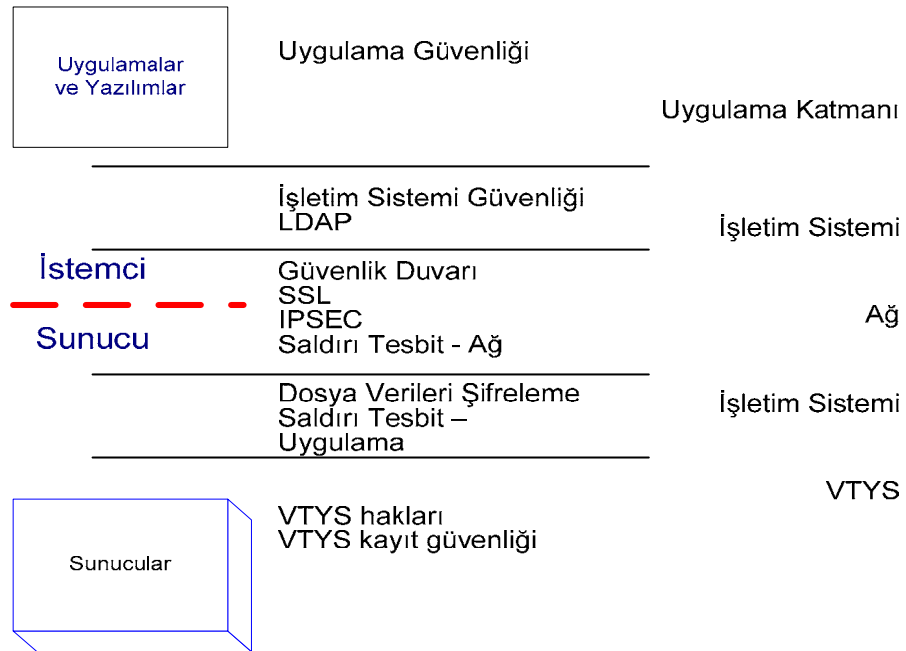 Uygulamalar
ve Yazılımlar
Uygulama Güvenliği
Uygulama Katmanı
İşletim Sistemi Güvenliği
LDAP
İşletim Sistemi
İstemci
Sunucu
Güvenlik Duvarı
SSL
IPSEC
Saldırı Tesbit - Ağ
Ağ
Dosya Verileri Şifreleme
Saldırı Tesbit –
Uygulama
İşletim Sistemi
VTYS
Sunucular
VTYS hakları
VTYS kayıt güvenliği